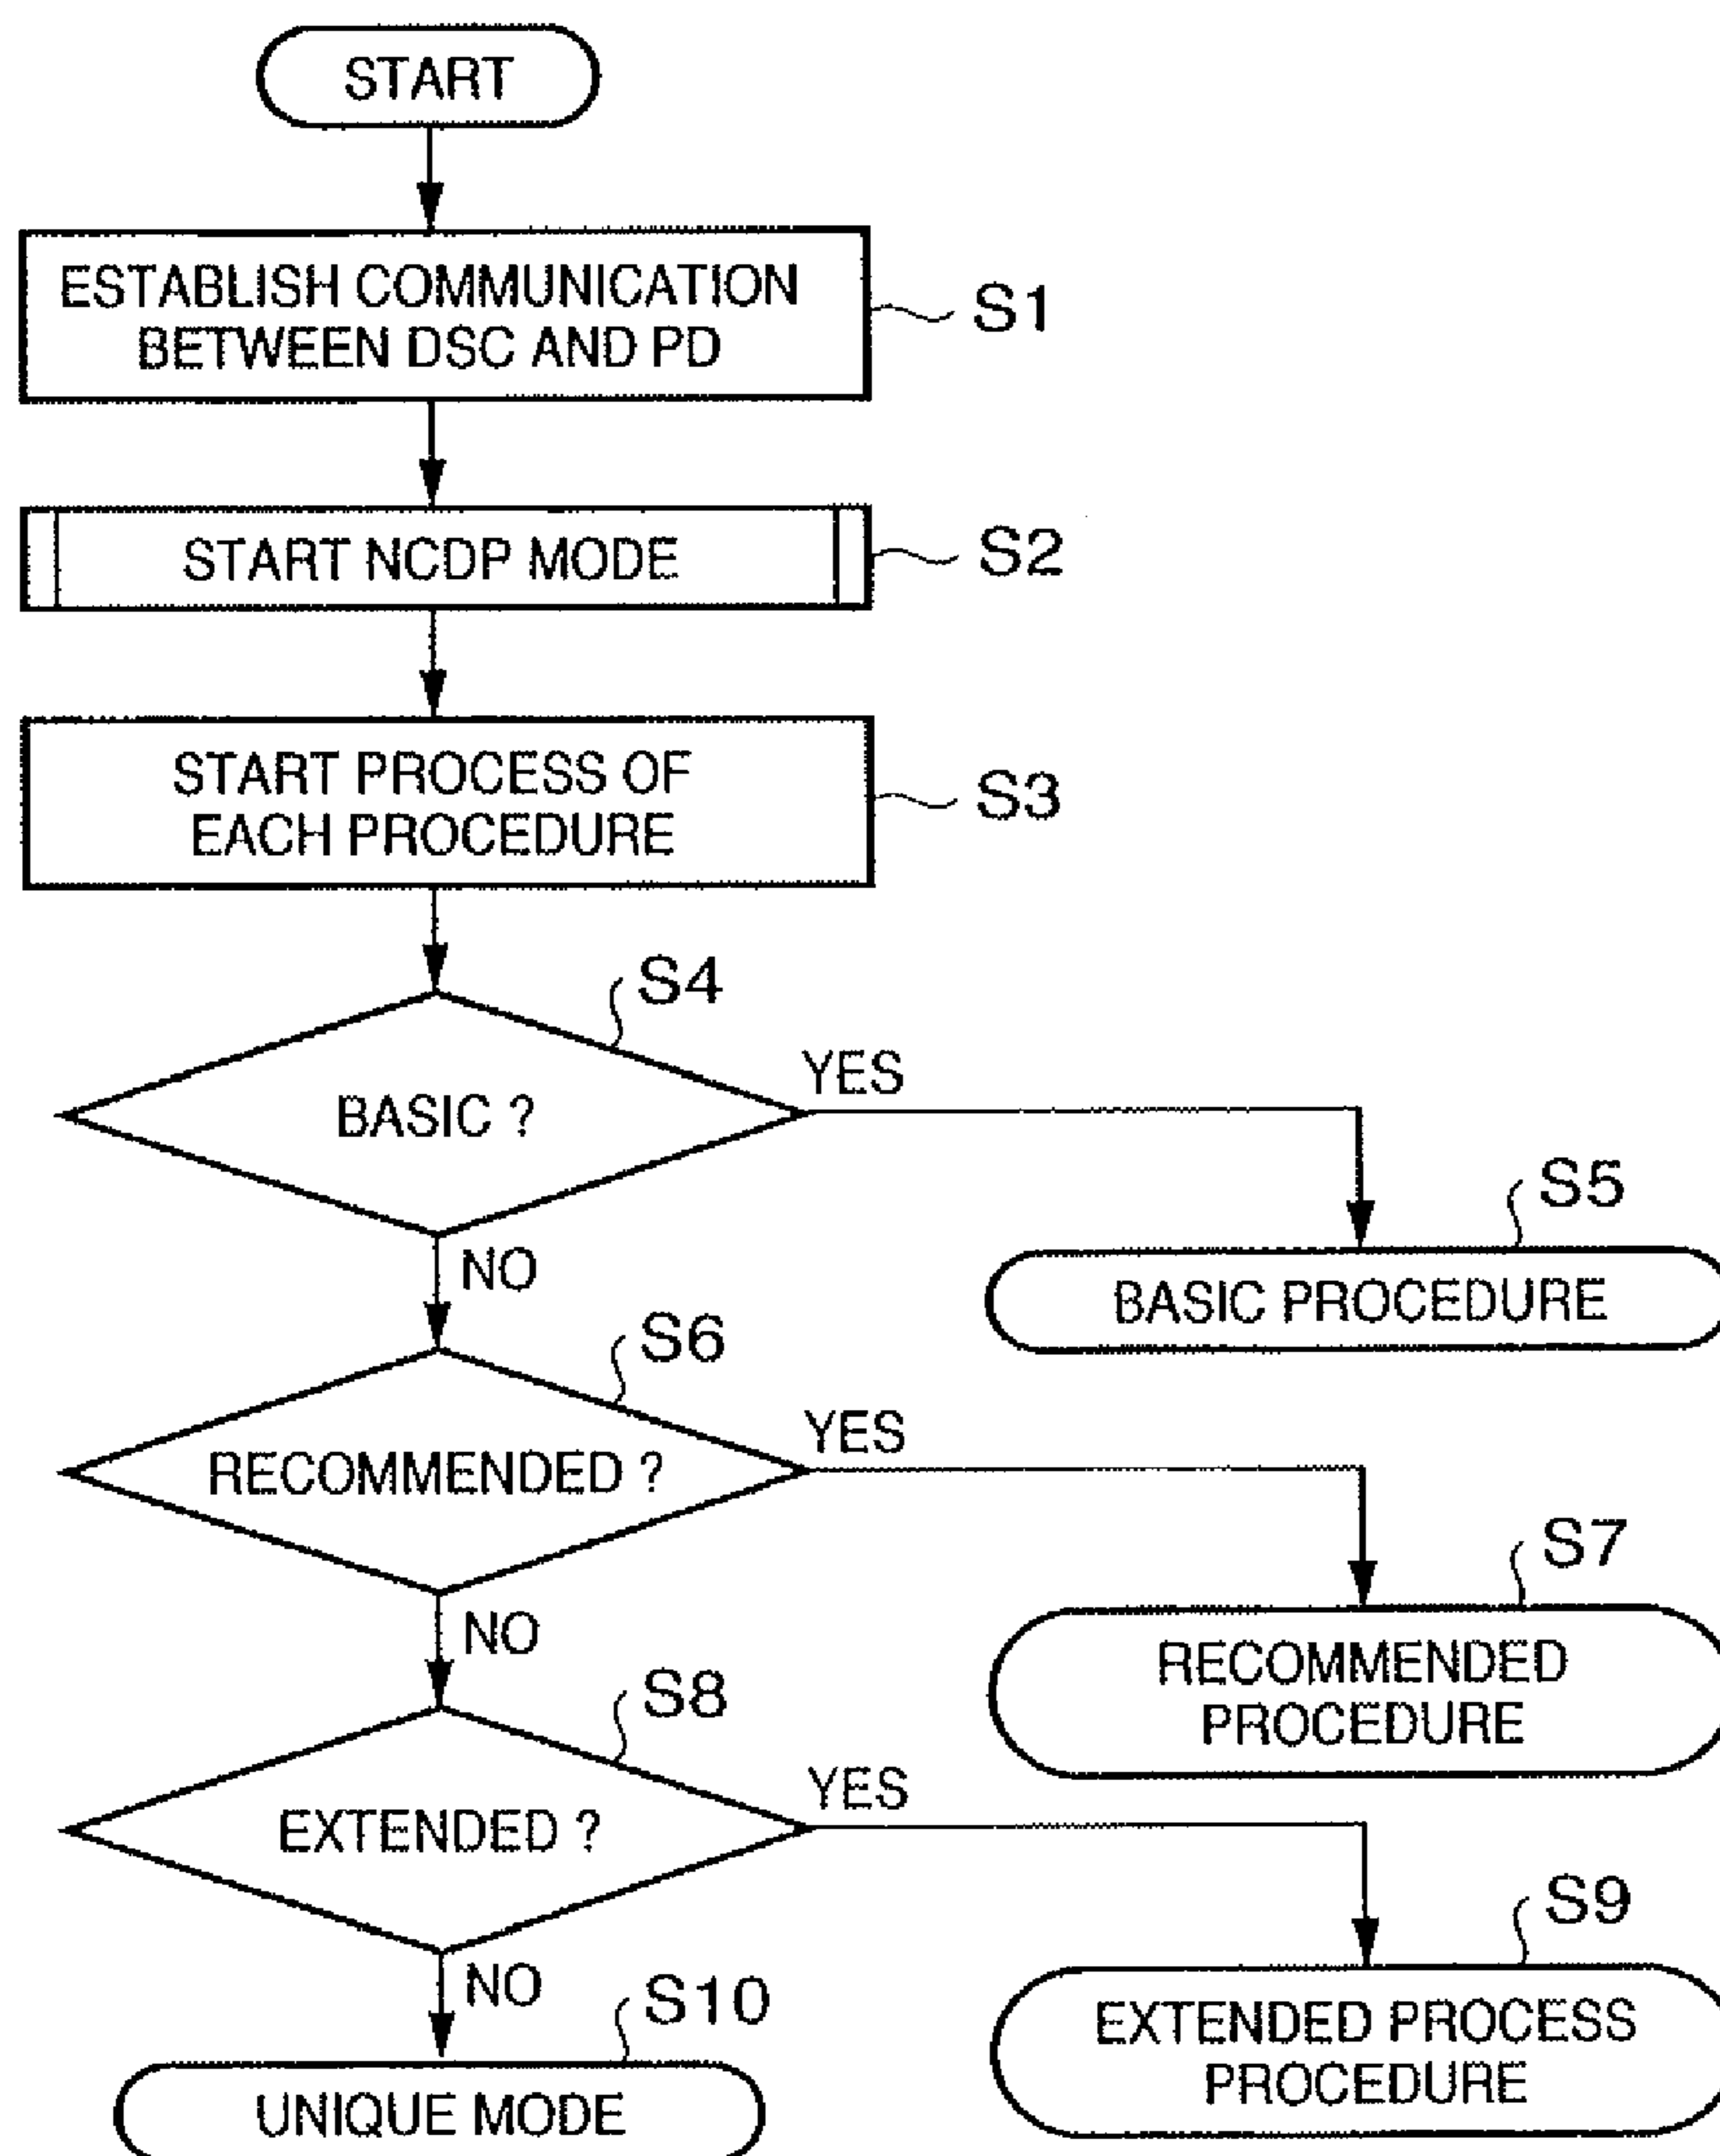 START
ESTABLISH COMMUNICATION
BETWEEN DSC AND PD
S1
START NCDP MODE
S2
START PROCESS OF
EACH PROCEDURE
S3
S4
BASIC ?
YES
S5
BASIC PROCEDURE
NO
S6
RECOMMENDED ?
YES
S7
RECOMMENDED
PROCEDURE
NO
S8
EXTENDED ?
YES
S9
EXTENDED PROCESS
PROCEDURE
NO
S10
UNIQUE MODE